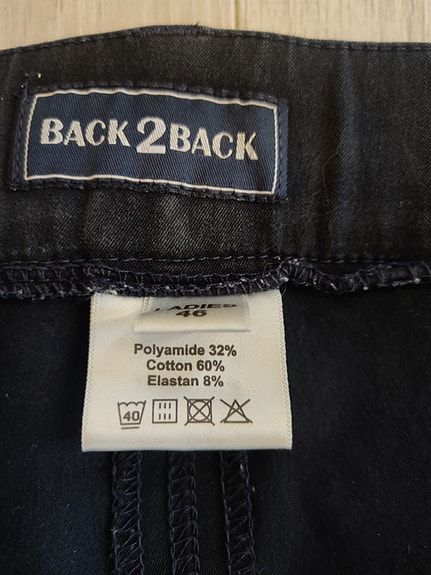 BACK2BACK
LADIES
46
Polyamide 32%
Cotton 60%
Elastan 8%
40